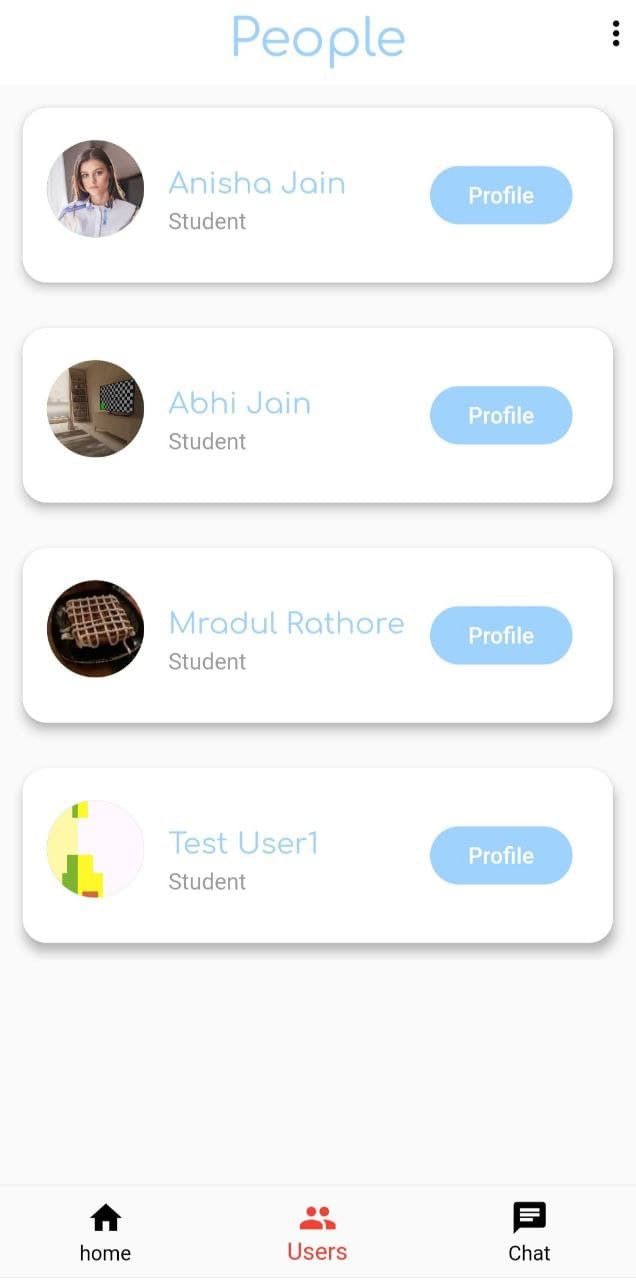 People
Anisha Jain
Student
Profile
Abhi Jain
Student
Profile
Mradul Rathore
Student
Profile
Test User1
Student
Profile
home
Users
Chat